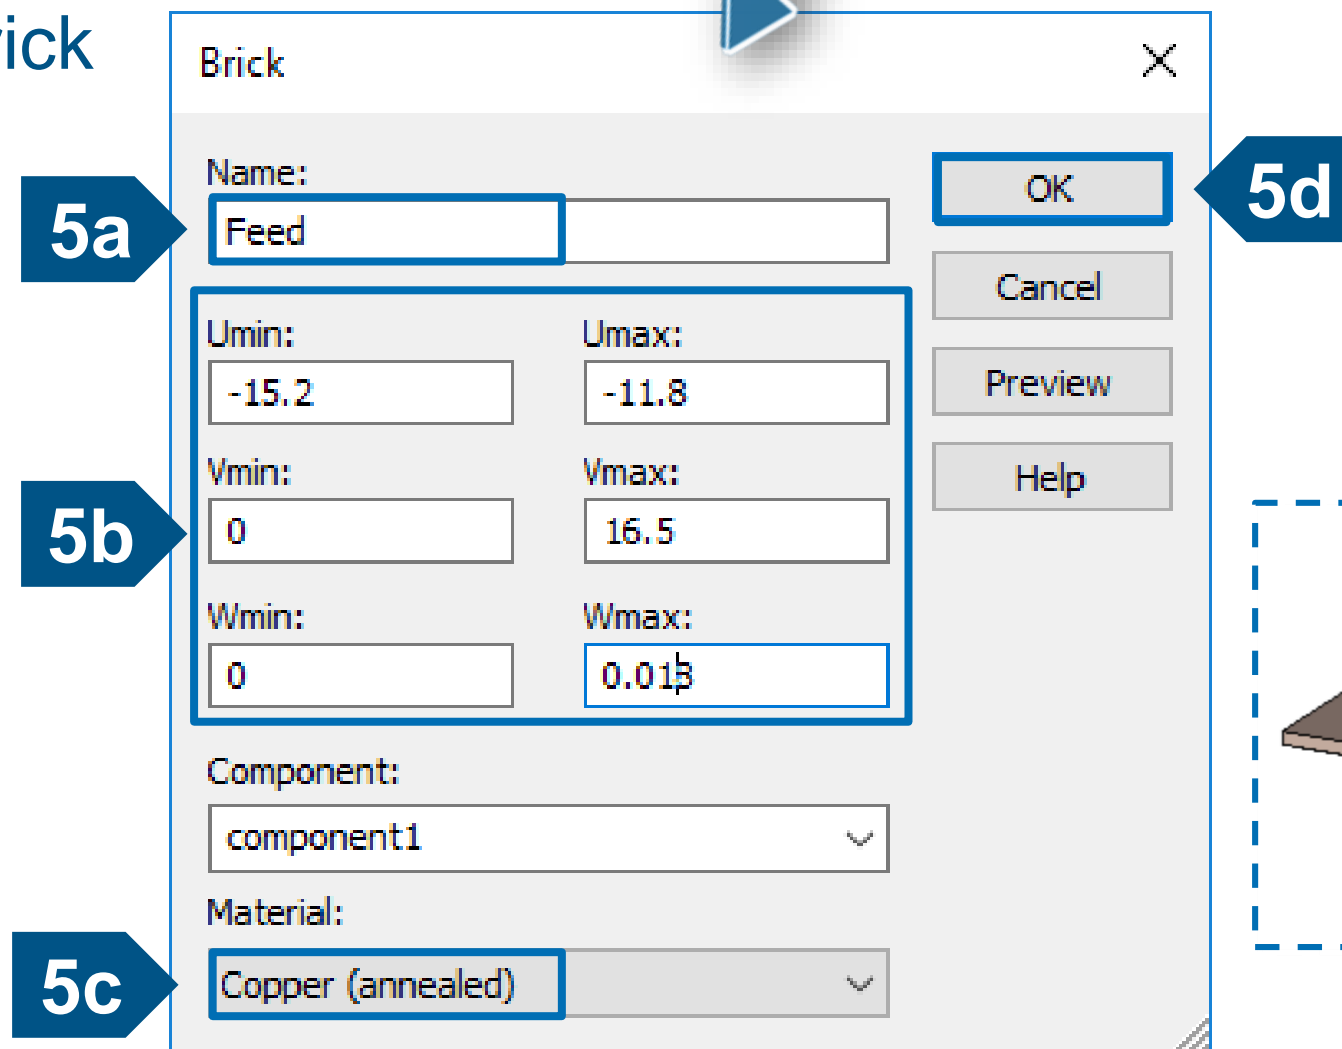 Brick
Name:
OK
5d
5a
Feed
Cancel
Umin:
Umax:
-15.2
-11.8
Preview
Vmin:
Vmax:
Help
5b
0
16.5
Wmin:
Wmax:
0
0.013
Component:
component1
Material:
5c
Copper (annealed)